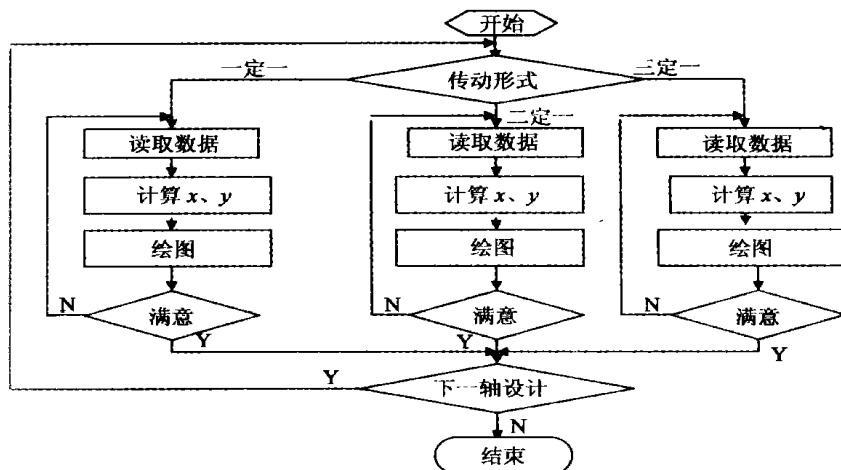 开始
传动形式
一定一
二定一
三定一
读取数据
读取数据
读取数据
计算 x、y
计算 x、y
计算 x、y
绘图
绘图
绘图
满意
满意
满意
N
N
N
Y
Y
Y
下一轴设计
Y
N
结束